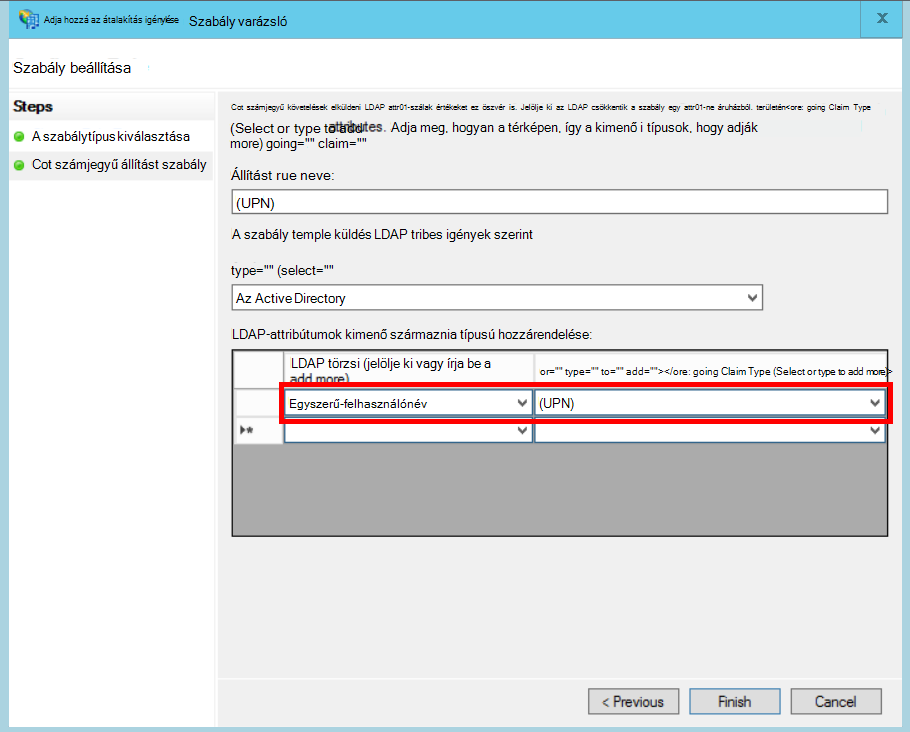 Adja hozzá az átalakítás igénylése Szabály varázsló
x
Szabály beállítása
Steps
A szabálytípus kiválasztása
Cot számjegyű állítást szabály
Cot számjegyű követelések elküldeni LDAP attr01-szálak értékeket ez öszvér is. Jelölje ki az LDAP csökkentik a szabály egy attr01-ne áruházból. területén<ore: going Claim Type
(Select or type to add attributes. Adja meg, hogyan a térképen, így a kimenő i típusok, hogy adják
more) going="" claim=""
Állítást rue neve:
(UPN)
A szabály temple küldés LDAP tribes igények szerint
type="" (select=""
Az Active Directory
LDAP-attribútumok kimenő származnia típusú hozzárendelése:
LDAP törzsi (jelölje ki vagy írja be a
add more)
or="" type="" to="" add=""></ore: going Claim Type (Select or type to add more)>
Egyszerű-felhasználónév
(UPN)
< Previous
Finish
Cancel